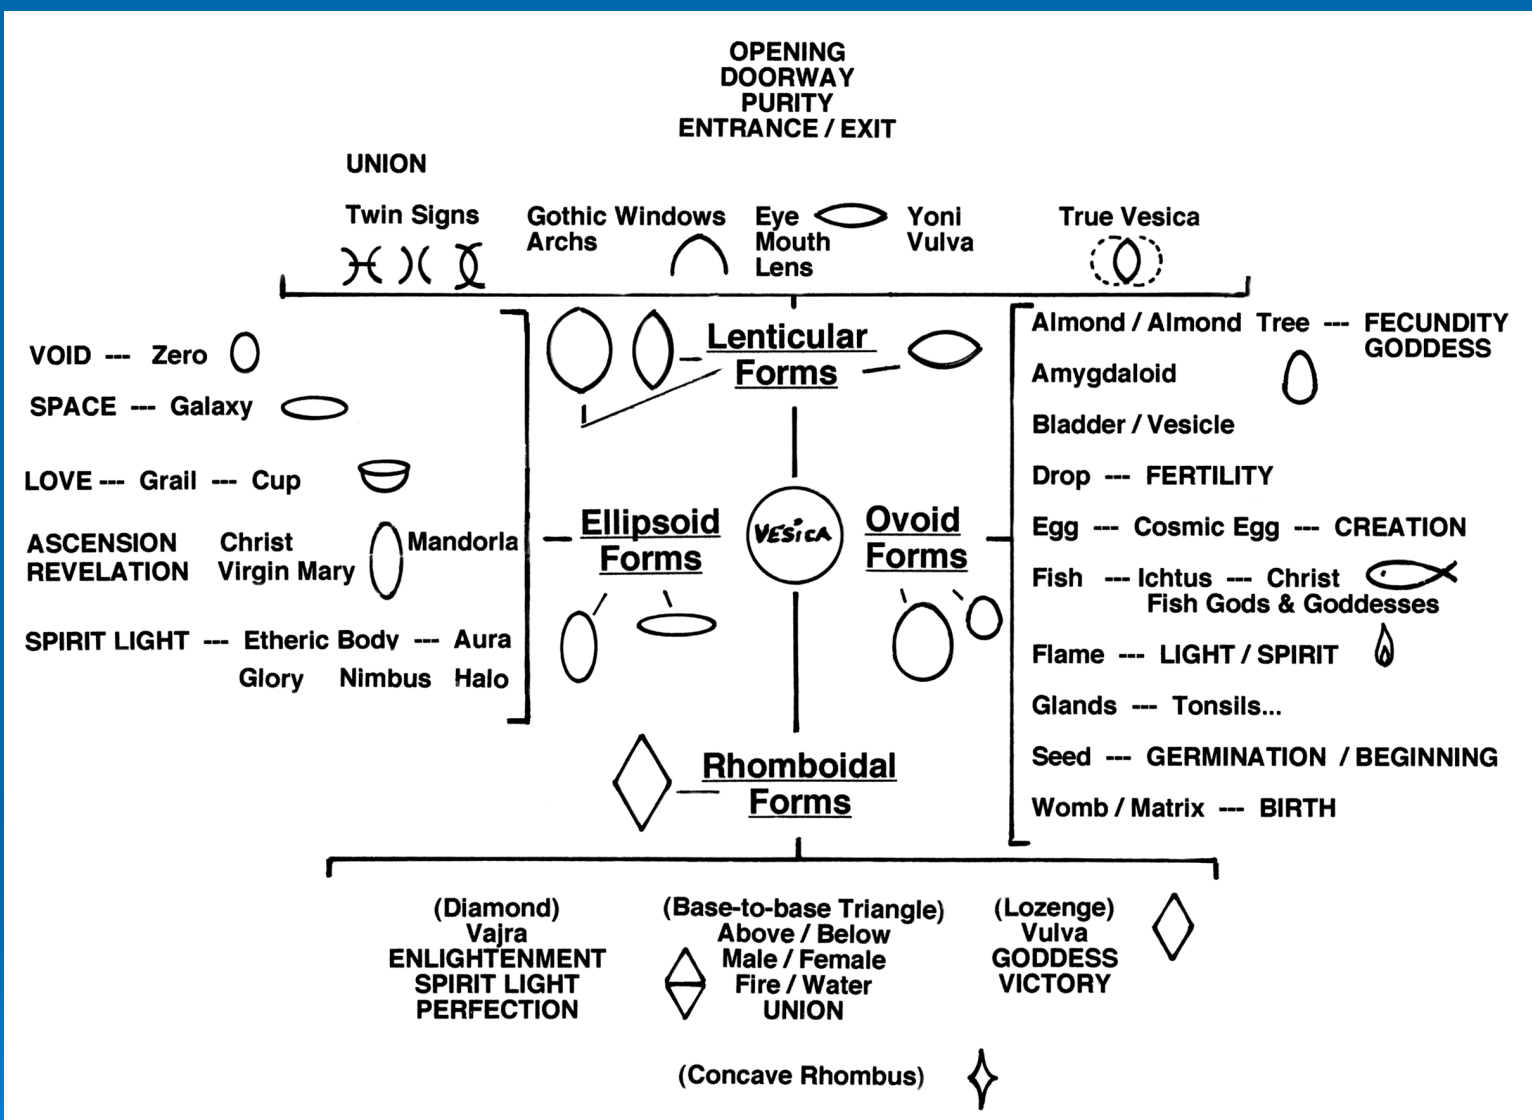 OPENING
DOORWAY
PURITY
ENTRANCE / EXIT
UNION
Twin Signs
Gothic Windows
Archs
Eye
Mouth
Lens
Yoni
Vulva
True Vesica
Lenticular
Forms
VOID --- Zero
SPACE --- Galaxy
LOVE --- Grail --- Cup
ASCENSION Christ Mandorla
REVELATION Virgin Mary
SPIRIT LIGHT --- Etheric Body --- Aura
Glory Nimbus Halo
Ellipsoid
Forms
VESICA
Ovoid
Forms
Almond / Almond Tree --- FECUNDITY
GODDESS
Amygdaloid
Bladder / Vesicle
Drop --- FERTILITY
Egg --- Cosmic Egg --- CREATION
Fish --- Ichtus --- Christ
Fish Gods & Goddesses
Flame --- LIGHT / SPIRIT
Glands --- Tonsils...
Seed --- GERMINATION / BEGINNING
Womb / Matrix --- BIRTH
Rhomboidal
Forms
(Diamond)
Vajra
ENLIGHTENMENT
SPIRIT LIGHT
PERFECTION
(Base-to-base Triangle)
Above / Below
Male / Female
Fire / Water
UNION
(Lozenge)
Vulva
GODDESS
VICTORY
(Concave Rhombus)